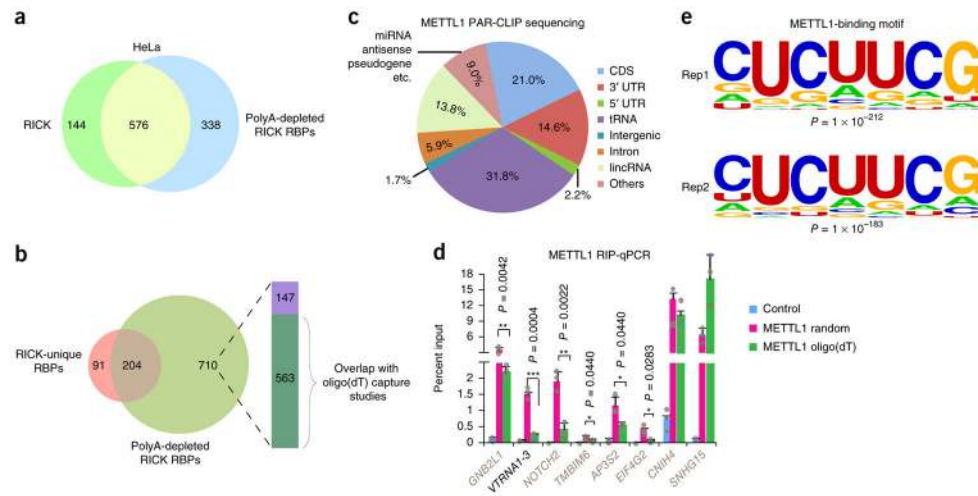 a
HeLa
RICK
144
576
338
PolyA-depleted
RICK RBPs
b
RICK-unique
RBPs
91
204
710
PolyA-depleted
RICK RBPs
147
563
Overlap with
oligo(dT) capture
studies
c
METTL1 PAR-CLIP sequencing
miRNA
antisense
pseudogene
etc.
9.0%
21.0%
13.8%
14.6%
5.9%
1.7%
31.8%
2.2%
CDS
3′ UTR
5′ UTR
tRNA
Intergenic
Intron
lincRNA
Others
d
METTL1 RIP-qPCR
Percent input
18
15
12
9
6
3
1.5
1
0.5
0
** P = 0.0042
*** P = 0.0004
** P = 0.0022
* P = 0.0440
* P = 0.0440
* P = 0.0283
GNB2L1
VTRNA1-3
NOTCH2
TMBIM6
AP3S2
EIF4G2
CNIH4
SNHG15
Control
METTL1 random
METTL1 oligo(dT)
e
METTL1-binding motif
Rep1
CUCUUCG
P = 1 × 10⁻²¹²
Rep2
CUCUUCG
P = 1 × 10⁻¹⁸³